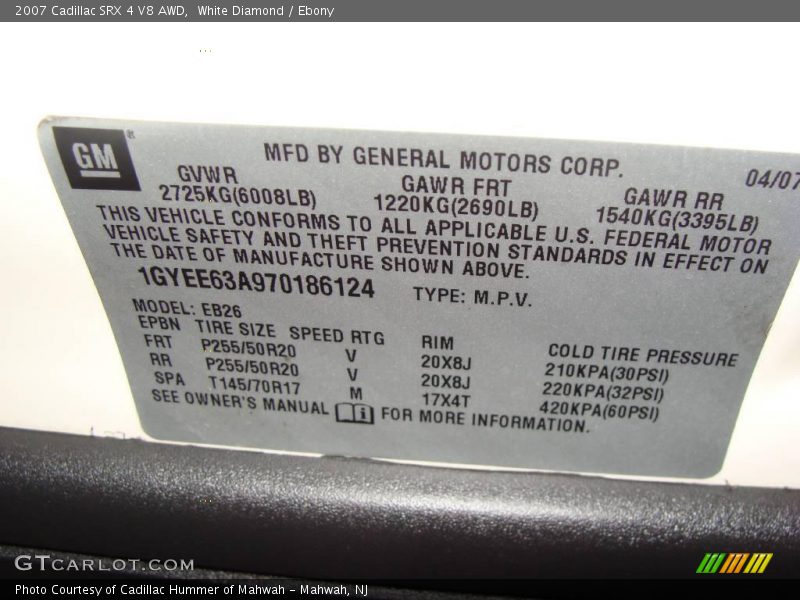 2007 Cadillac SRX 4 V8 AWD,  White Diamond / Ebony
GM®
MFD BY GENERAL MOTORS CORP.
04/07
GVWR GAWR FRT GAWR RR
2725KG(6008LB) 1220KG(2690LB) 1540KG(3395LB)
THIS VEHICLE CONFORMS TO ALL APPLICABLE U.S. FEDERAL MOTOR
VEHICLE SAFETY AND THEFT PREVENTION STANDARDS IN EFFECT ON
THE DATE OF MANUFACTURE SHOWN ABOVE.
1GYEE63A970186124 TYPE: M.P.V.
MODEL: EB26
EPBN TIRE SIZE SPEED RTG RIM COLD TIRE PRESSURE
FRT P255/50R20 V 20X8J 210KPA(30PSI)
RR P255/50R20 V 20X8J 220KPA(32PSI)
SPA T145/70R17 M 17X4T 420KPA(60PSI)
SEE OWNER'S MANUAL i FOR MORE INFORMATION.
GTCARLOT.COM
Photo Courtesy of Cadillac Hummer of Mahwah – Mahwah, NJ